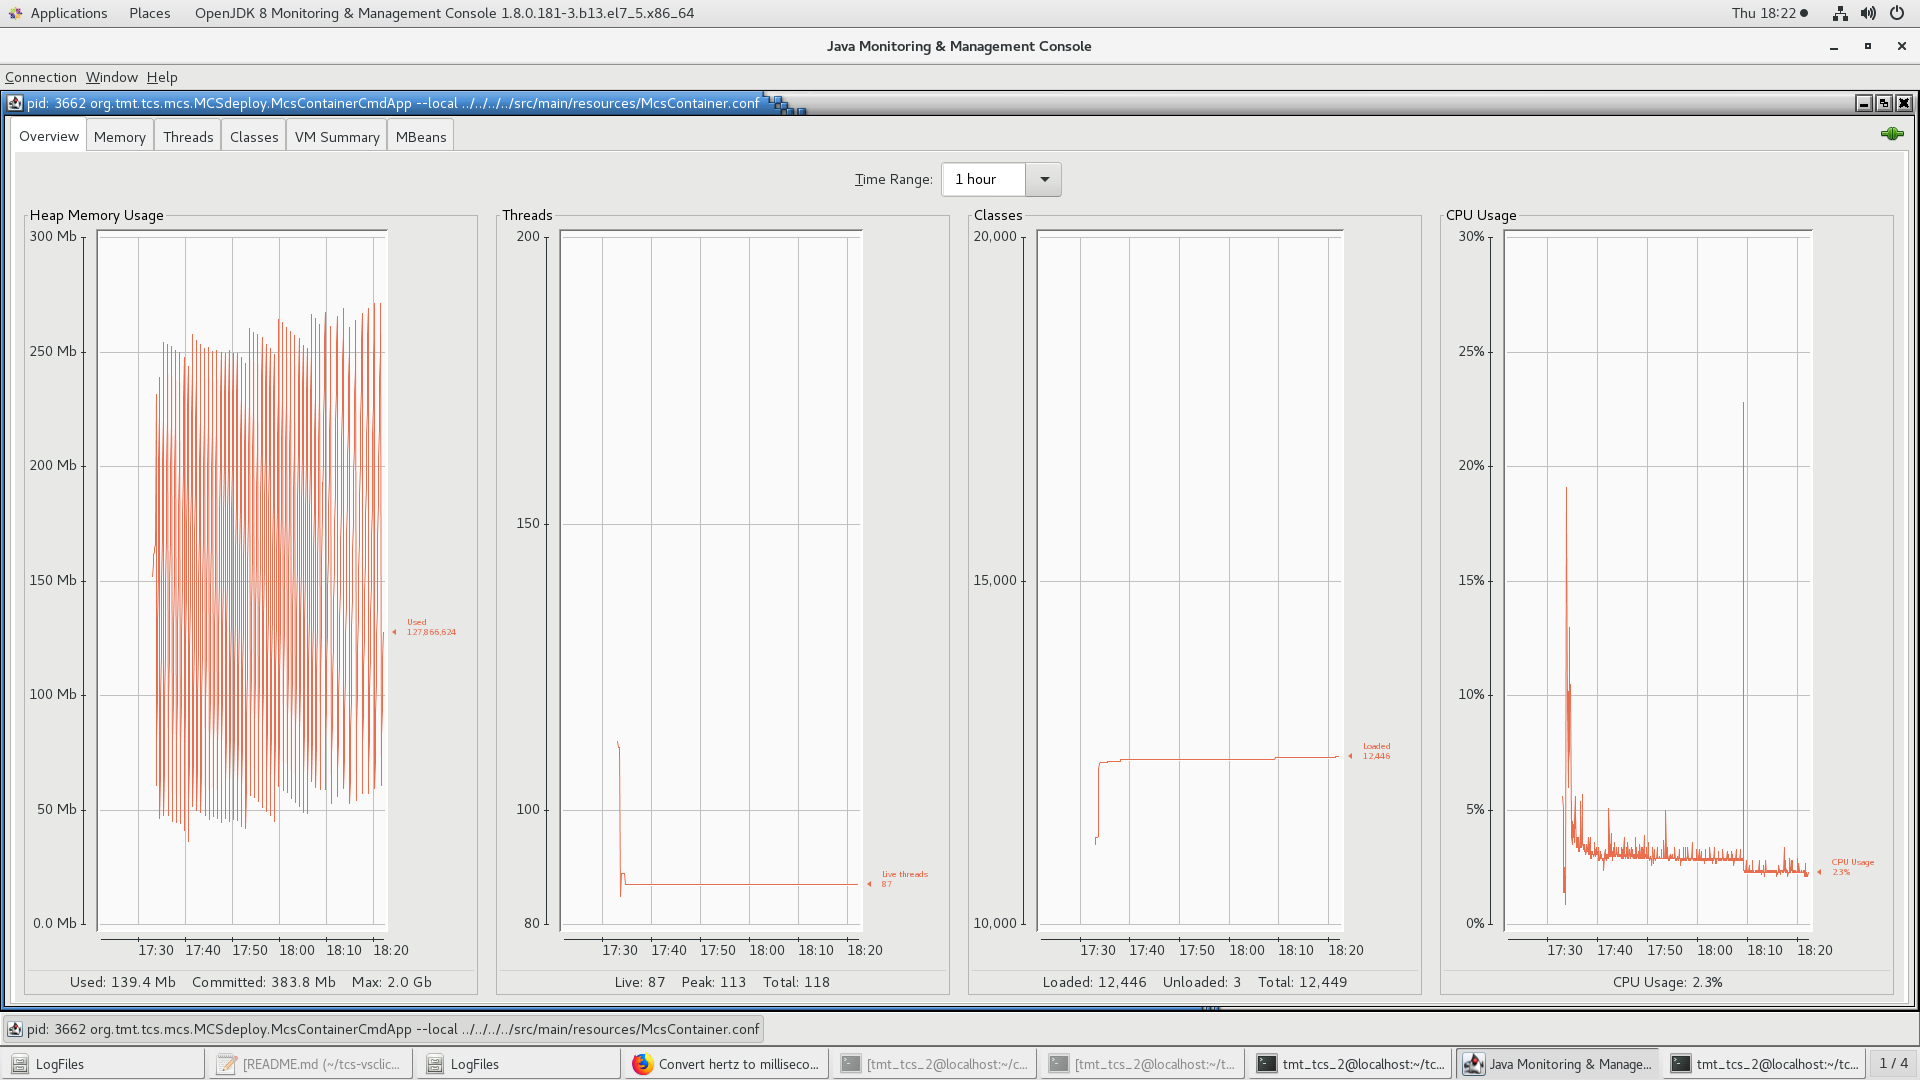 Applications Places OpenJDK 8 Monitoring & Management Console 1.8.0.181-3.b13.el7_5.x86_64 Thu 18:22
Java Monitoring & Management Console
Connection Window Help
pid: 3662 org.tmt.tcs.mcs.MCSdeploy.McsContainerCmdApp --local ../../../../src/main/resources/McsContainer.conf
Overview Memory Threads Classes VM Summary MBeans
Time Range: 1 hour
Heap Memory Usage
300 Mb
250 Mb
200 Mb
150 Mb
100 Mb
50 Mb
0.0 Mb
Used
127,866,624
17:30 17:40 17:50 18:00 18:10 18:20
Used: 139.4 Mb Committed: 383.8 Mb Max: 2.0 Gb
Threads
200
150
100
80
Live threads
87
17:30 17:40 17:50 18:00 18:10 18:20
Live: 87 Peak: 113 Total: 118
Classes
20,000
15,000
10,000
Loaded
12,446
17:30 17:40 17:50 18:00 18:10 18:20
Loaded: 12,446 Unloaded: 3 Total: 12,449
CPU Usage
30%
25%
20%
15%
10%
5%
0%
CPU Usage
2.3%
17:30 17:40 17:50 18:00 18:10 18:20
CPU Usage: 2.3%
pid: 3662 org.tmt.tcs.mcs.MCSdeploy.McsContainerCmdApp --local ../../../../src/main/resources/McsContainer.conf
LogFiles [README.md (~/tcs-vsclic... LogFiles Convert hertz to milliseco... [tmt_tcs_2@localhost:~/c... [tmt_tcs_2@localhost:~/t... tmt_tcs_2@localhost:~/tc... Java Monitoring & Manage... tmt_tcs_2@localhost:~/tc... 1 / 4